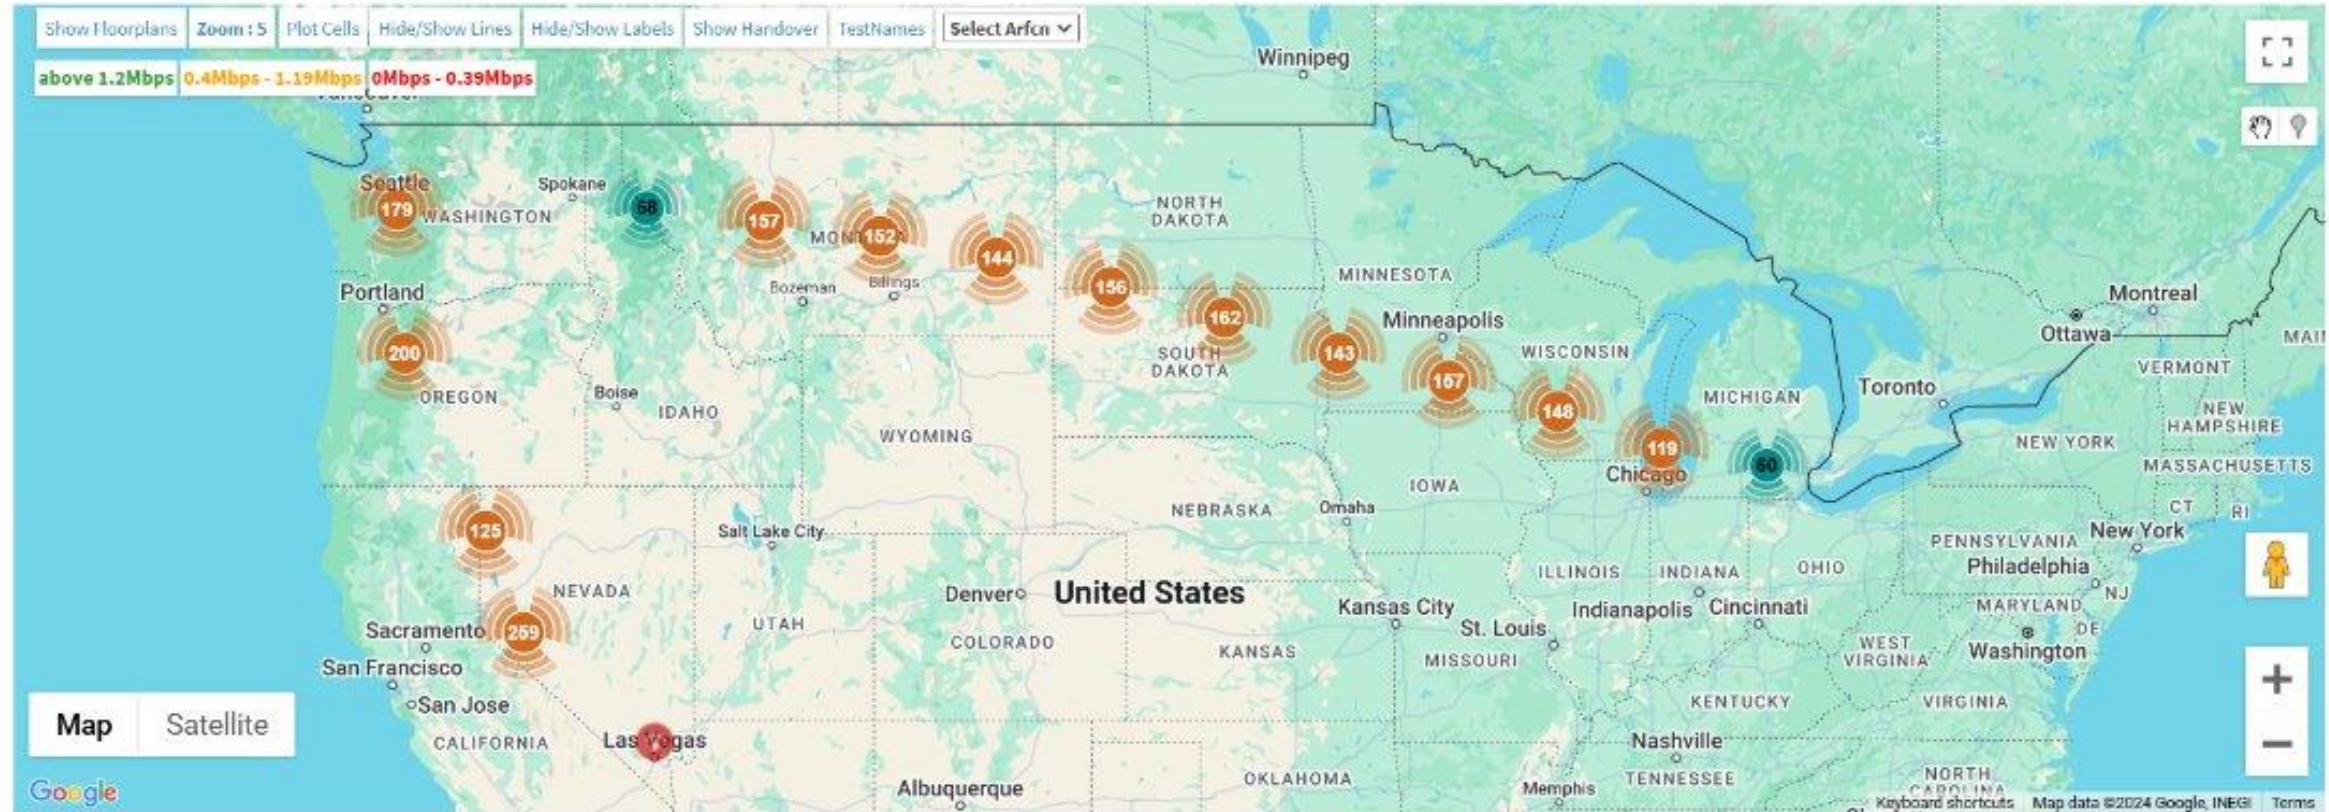 Show Floorplans Zoom : 5 Plot Cells Hide/Show Lines Hide/Show Labels Show Handover TestNames Select Arfcn
above 1.2Mbps 0.4Mbps - 1.19Mbps 0Mbps - 0.39Mbps
Winnipeg
Seattle
Spokane
179
WASHINGTON
68
157
152
144
NORTH
DAKOTA
MINNESOTA
156
162
Bozeman
Billings
Portland
200
OREGON
Boise
IDAHO
SOUTH
DAKOTA
143
Minneapolis
WISCONSIN
148
MICHIGAN
Toronto
Montreal
Ottawa
VERMONT
NEW
HAMPSHIRE
NEW YORK
MASSACHUSETTS
CT
RI
WYOMING
119
Chicago
60
IOWA
NEBRASKA
Omaha
125
Salt Lake City
NEVADA
259
UTAH
Denver
COLORADO
United States
KANSAS
Kansas City
St. Louis
MISSOURI
ILLINOIS
INDIANA
OHIO
Indianapolis
Cincinnati
PENNSYLVANIA
New York
Philadelphia
NJ
MARYLAND
DE
Washington
WEST
VIRGINIA
VIRGINIA
KENTUCKY
Sacramento
San Francisco
San Jose
CALIFORNIA
Las Vegas
Albuquerque
OKLAHOMA
Nashville
TENNESSEE
Memphis
NORTH
CAROLINA
Map Satellite
Google
Keyboard shortcuts Map data ©2024 Google, INEGI Terms